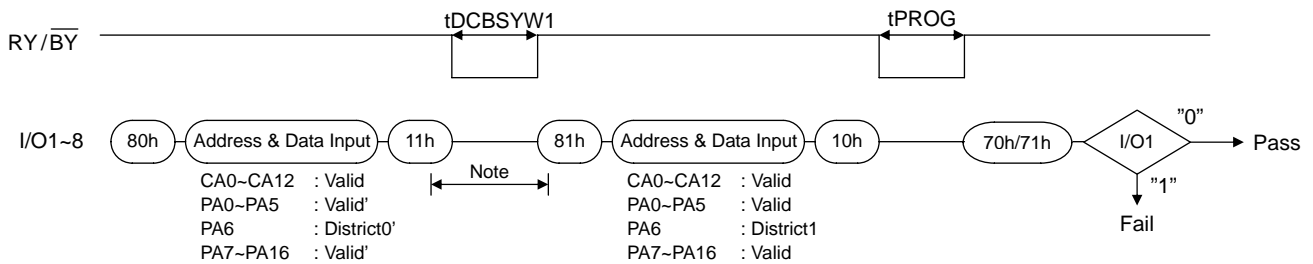 tDCBSYW1
tPROG
RY/BY
I/O1~8
80h
Address & Data Input
11h
81h
Address & Data Input
10h
70h/71h
I/O1
"0"
Pass
"1"
Fail
Note
CA0~CA12 : Valid
PA0~PA5 : Valid'
PA6 : District0'
PA7~PA16 : Valid'
CA0~CA12 : Valid
PA0~PA5 : Valid
PA6 : District1
PA7~PA16 : Valid